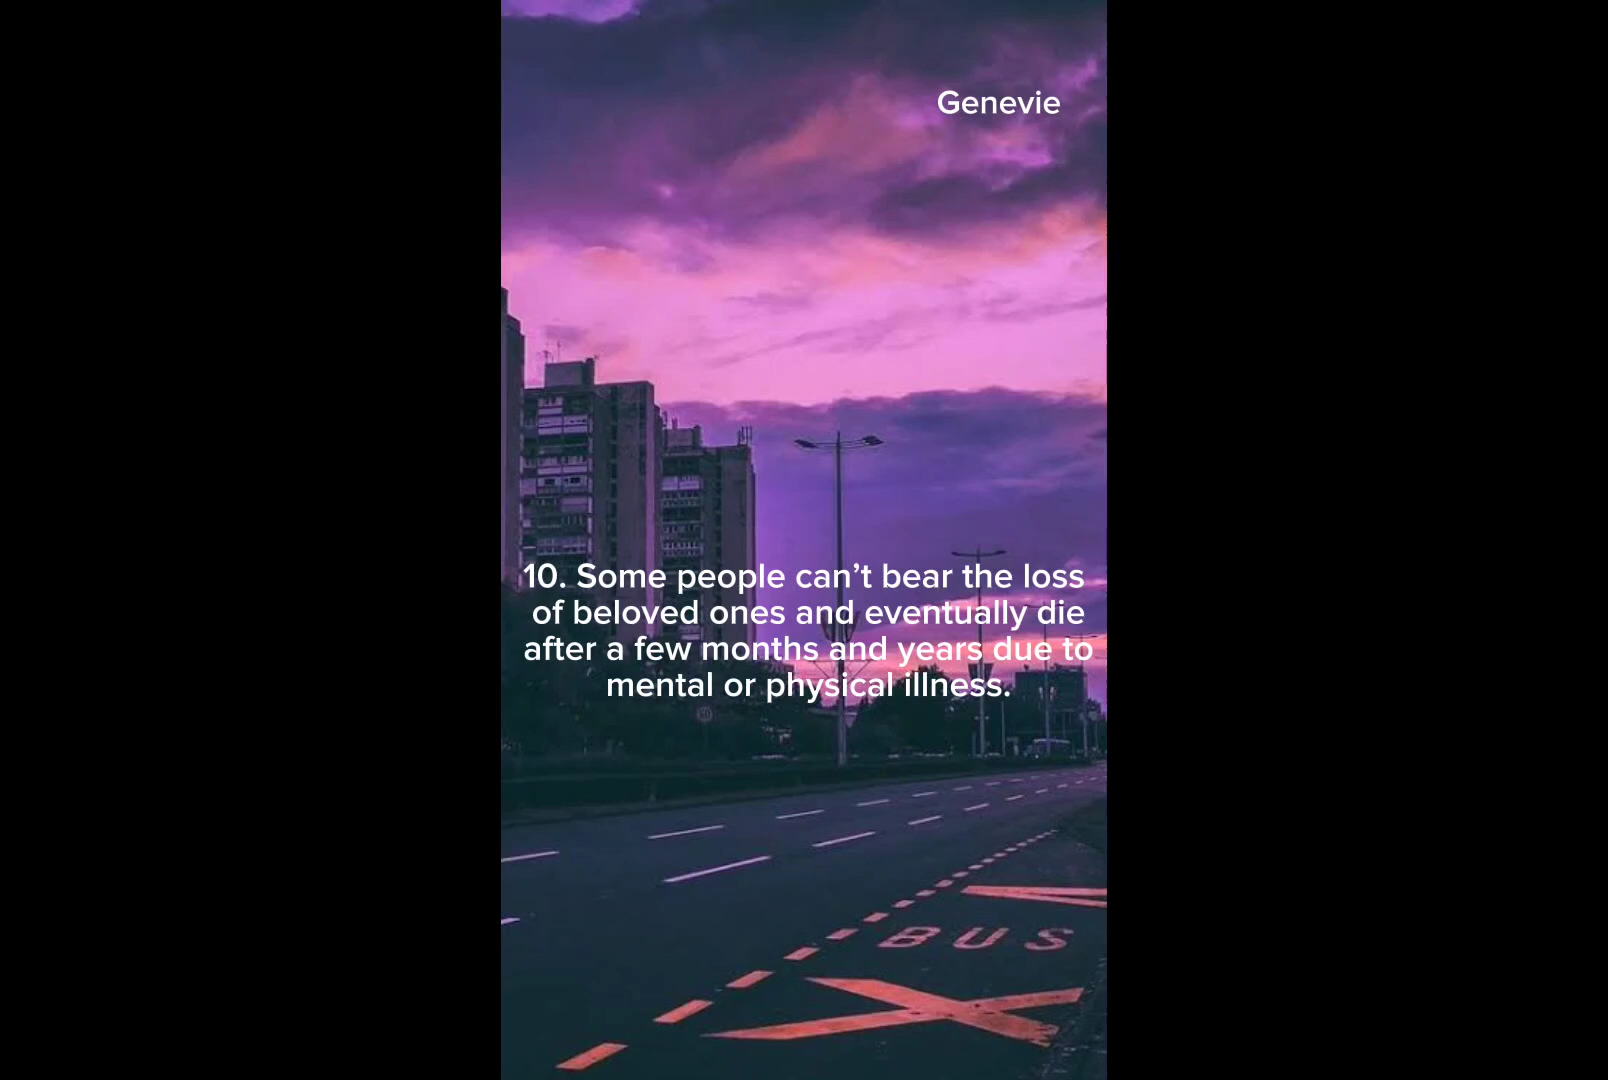 Genevie
10. Some people can’t bear the loss
of beloved ones and eventually die
after a few months and years due to
mental or physical illness.
BUS